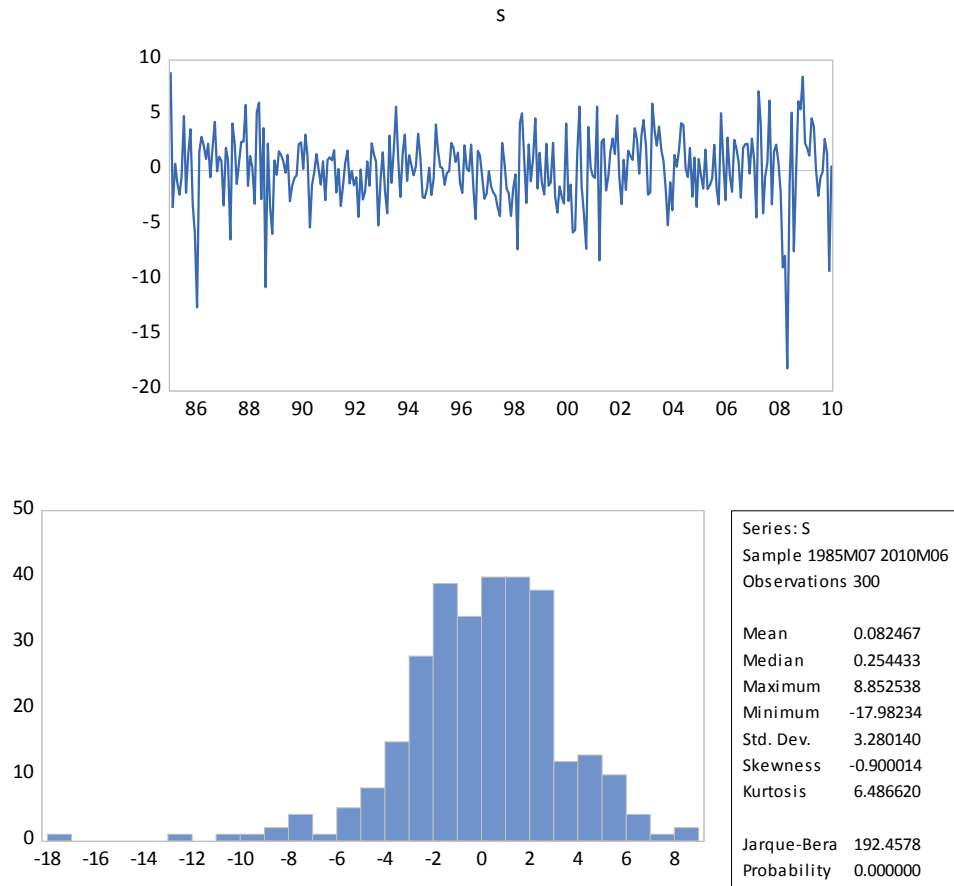 S
10
5
0
-5
-10
-15
-20
86 88 90 92 94 96 98 00 02 04 06 08 10
50
40
30
20
10
0
-18 -16 -14 -12 -10 -8 -6 -4 -2 0 2 4 6 8
Series: S
Sample 1985M07 2010M06
Observations 300
Mean 0.082467
Median 0.254433
Maximum 8.852538
Minimum -17.98234
Std. Dev. 3.280140
Skewness -0.900014
Kurtosis 6.486620
Jarque-Bera 192.4578
Probability 0.000000